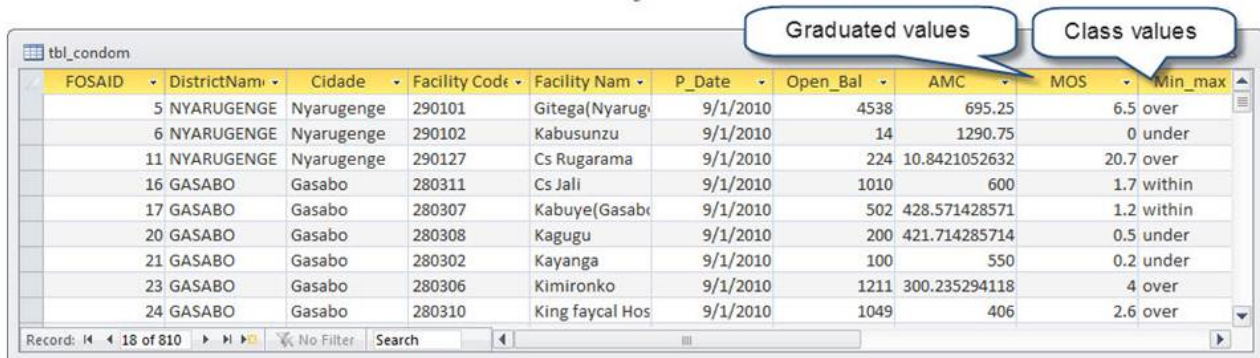 Graduated values Class values
tbl_condom
FOSAID DistrictNam Cidade Facility Code Facility Nam P_Date Open_Bal AMC MOS Min_max
5 NYARUGENGE Nyarugenge 290101 Gitega(Nyarug 9/1/2010 4538 695.25 6.5 over
6 NYARUGENGE Nyarugenge 290102 Kabusunzu 9/1/2010 14 1290.75 0 under
11 NYARUGENGE Nyarugenge 290127 Cs Rugarama 9/1/2010 224 10.8421052632 20.7 over
16 GASABO Gasabo 280311 Cs Jali 9/1/2010 1010 600 1.7 within
17 GASABO Gasabo 280307 Kabuye(Gasabo 9/1/2010 502 428.571428571 1.2 within
20 GASABO Gasabo 280308 Kagugu 9/1/2010 200 421.714285714 0.5 under
21 GASABO Gasabo 280302 Kayanga 9/1/2010 100 550 0.2 under
23 GASABO Gasabo 280306 Kimironko 9/1/2010 1211 300.235294118 4 over
24 GASABO Gasabo 280310 King faycal Hos 9/1/2010 1049 406 2.6 over
Record: 18 of 810 No Filter Search